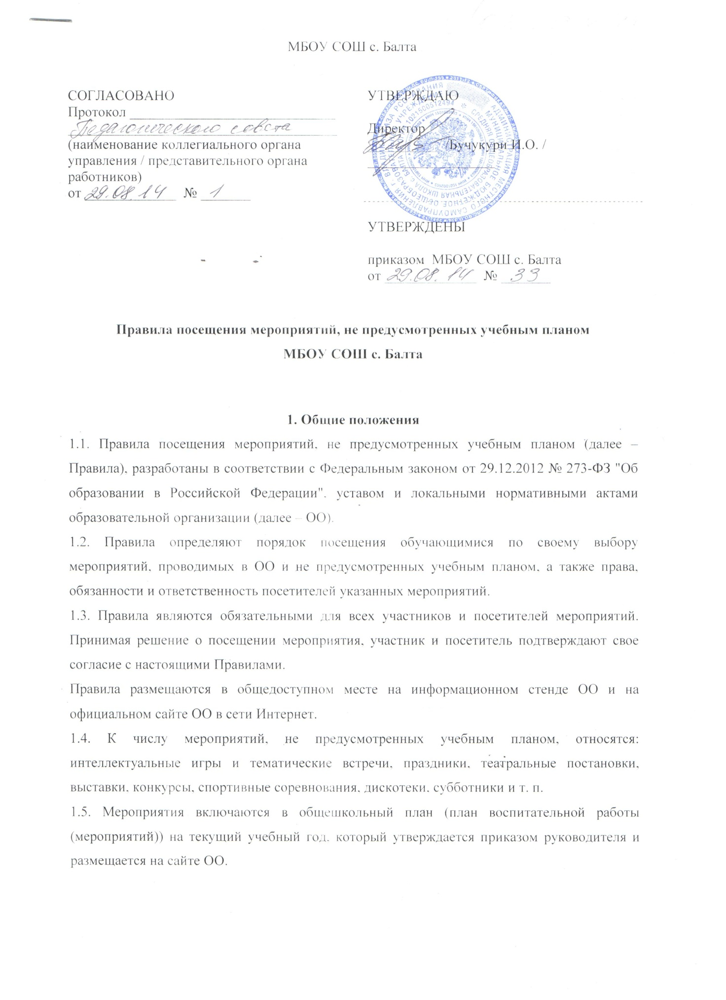 МБОУ СОШ с. Балта
СОГЛАСОВАНО
Протокол
Педагогического совета
(наименование коллегиального органа
управления / представительного органа
работников)
от 29.08.14 № 1
УТВЕРЖДАЮ
Директор
/Бучукури И.О. /
УТВЕРЖДЕНЫ
приказом МБОУ СОШ с. Балта
от 29.08.14 № 33
Правила посещения мероприятий, не предусмотренных учебным планом
МБОУ СОШ с. Балта
1. Общие положения
1.1. Правила посещения мероприятий, не предусмотренных учебным планом (далее –
Правила), разработаны в соответствии с Федеральным законом от 29.12.2012 № 273-ФЗ "Об
образовании в Российской Федерации", уставом и локальными нормативными актами
образовательной организации (далее – ОО).
1.2. Правила определяют порядок посещения обучающимися по своему выбору
мероприятий, проводимых в ОО и не предусмотренных учебным планом, а также права,
обязанности и ответственность посетителей указанных мероприятий.
1.3. Правила являются обязательными для всех участников и посетителей мероприятий.
Принимая решение о посещении мероприятия, участник и посетитель подтверждают свое
согласие с настоящими Правилами.
Правила размещаются в общедоступном месте на информационном стенде ОО и на
официальном сайте ОО в сети Интернет.
1.4. К числу мероприятий, не предусмотренных учебным планом, относятся:
интеллектуальные игры и тематические встречи, праздники, театральные постановки,
выставки, конкурсы, спортивные соревнования, дискотеки, субботники и т. п.
1.5. Мероприятия включаются в общешкольный план (план воспитательной работы
(мероприятий)) на текущий учебный год, который утверждается приказом руководителя и
размещается на сайте ОО.